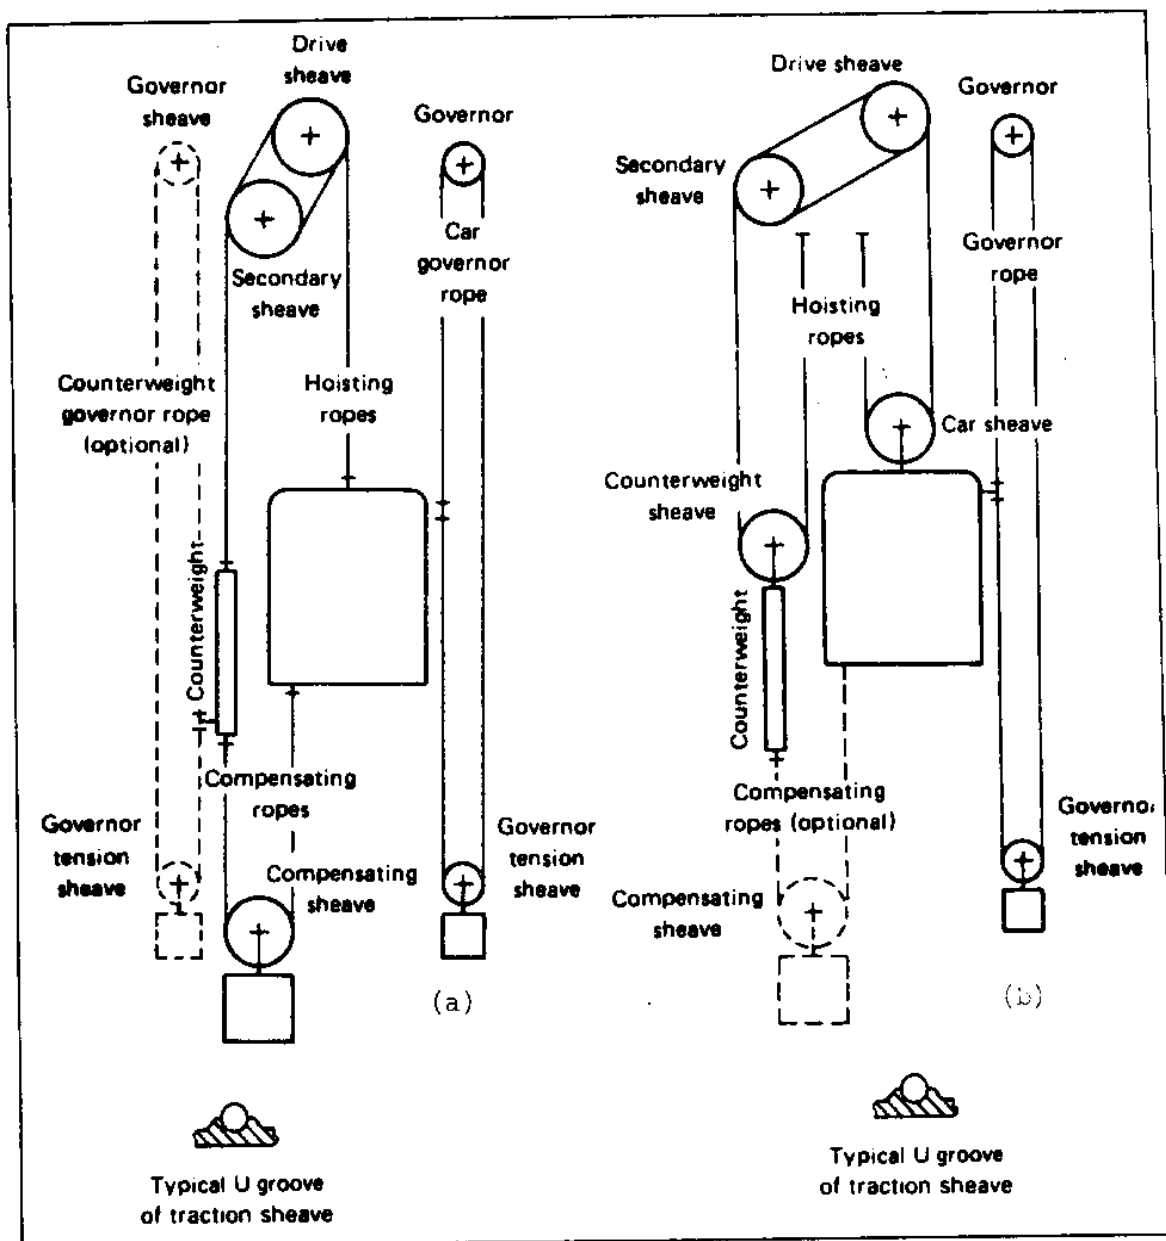 Drive
sheave
Governor
sheave
Governor
Secondary
sheave
Car
governor
rope
Counterweight
governor rope
(optional)
Hoisting
ropes
Counterweight
Compensating
ropes
Governor
tension
sheave
Compensating
sheave
Governor
tension
sheave
(a)
Typical U groove
of traction sheave
Drive sheave
Governor
Secondary
sheave
Governor
rope
Hoisting
ropes
Car sheave
Counterweight
sheave
Counterweight
Compensating
ropes (optional)
Governor
tension
sheave
Compensating
sheave
(b)
Typical U groove
of traction sheave